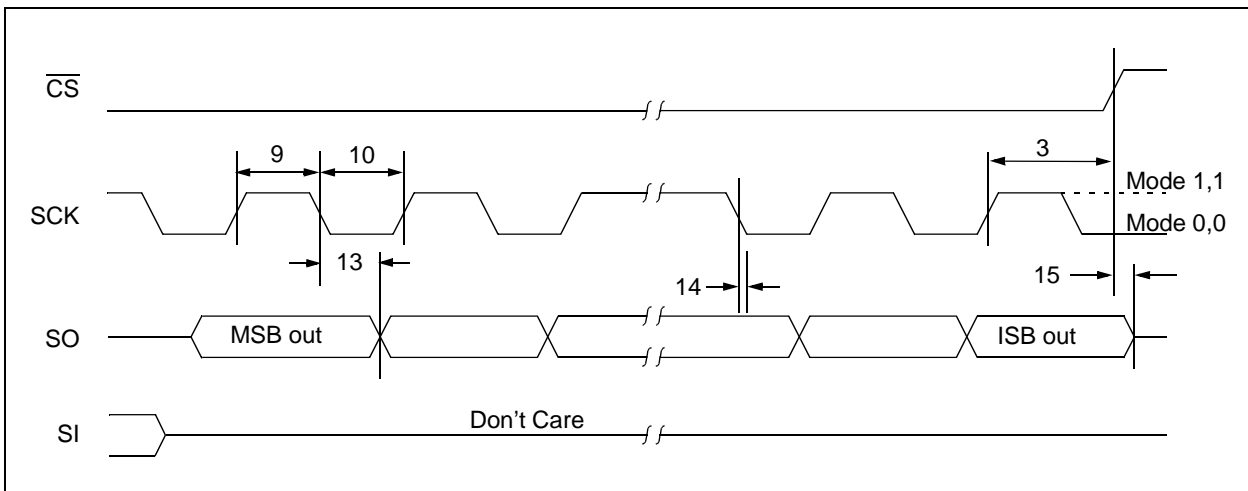 CS
9
10
3
SCK
Mode 1,1
Mode 0,0
13
14
15
SO
MSB out
ISB out
SI
Don't Care